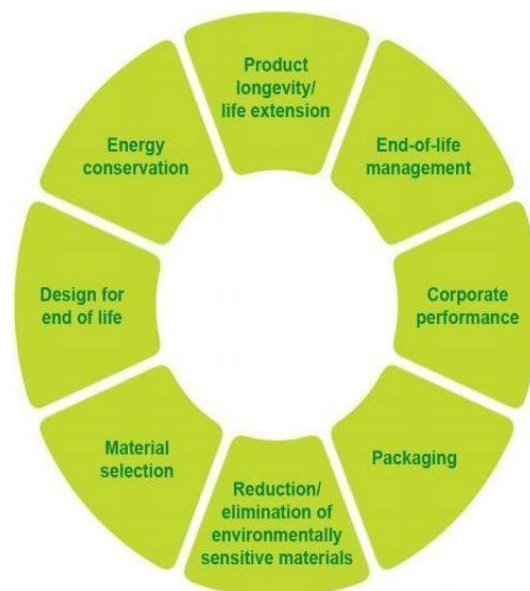 Product
longevity/
life extension
End-of-life
management
Corporate
performance
Packaging
Reduction/
elimination of
environmentally
sensitive materials
Material
selection
Design for
end of life
Energy
conservation